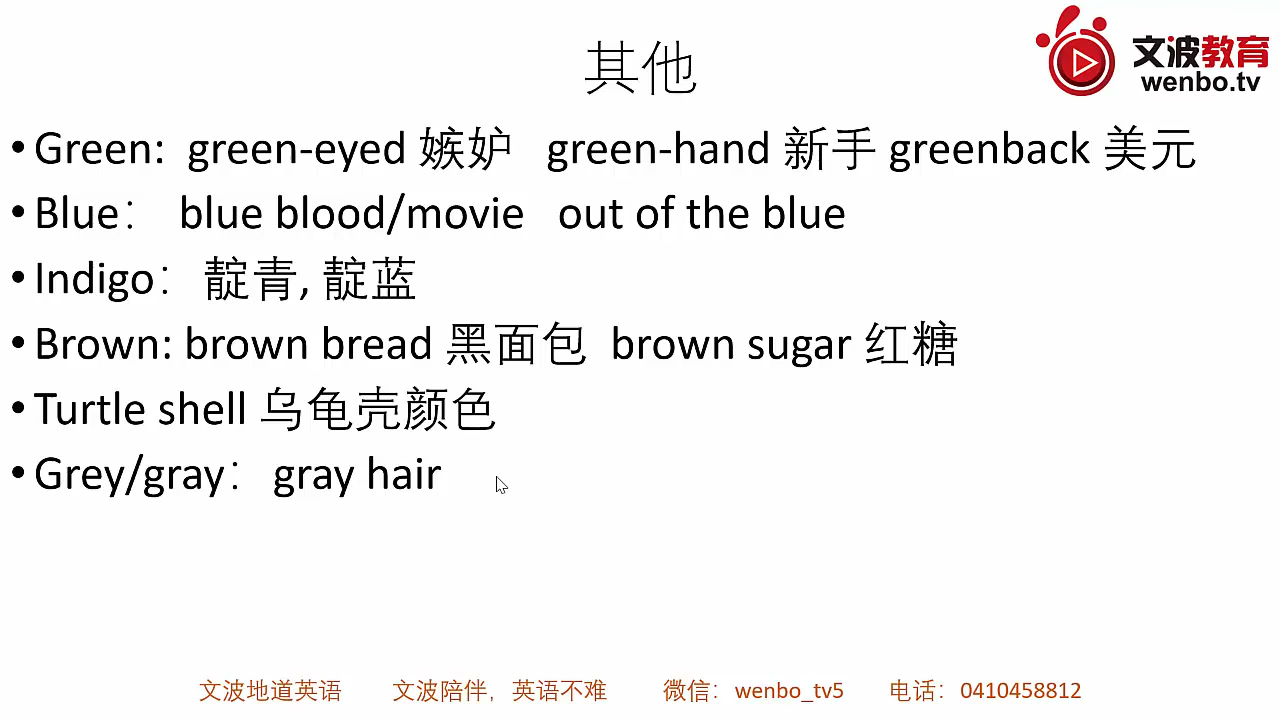 其他
文波教育
wenbo.tv
•Green: green-eyed 嫉妒 green-hand 新手 greenback 美元
•Blue： blue blood/movie out of the blue
•Indigo： 靛青, 靛蓝
•Brown: brown bread 黑面包 brown sugar 红糖
•Turtle shell 乌龟壳颜色
•Grey/gray： gray hair
文波地道英语 文波陪伴，英语不难 微信：wenbo_tv5 电话：0410458812